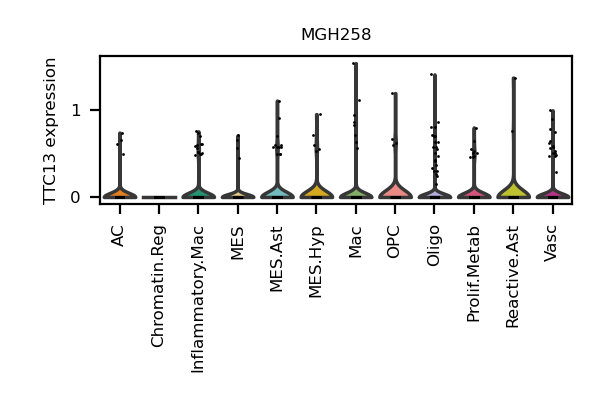 MGH258
TTC13 expression
1
0
AC
Chromatin.Reg
Inflammatory.Mac
MES
MES.Ast
MES.Hyp
Mac
OPC
Oligo
Prolif.Metab
Reactive.Ast
Vasc